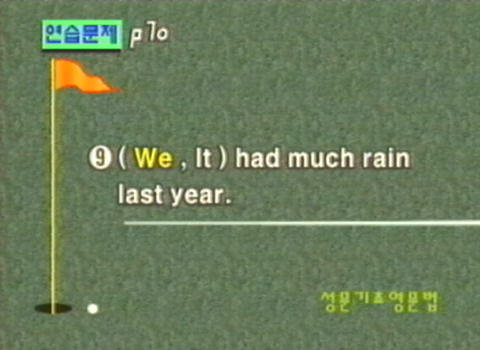 연습문제 p70
❾ ( We , It ) had much rain
last year.
성문기초영문법